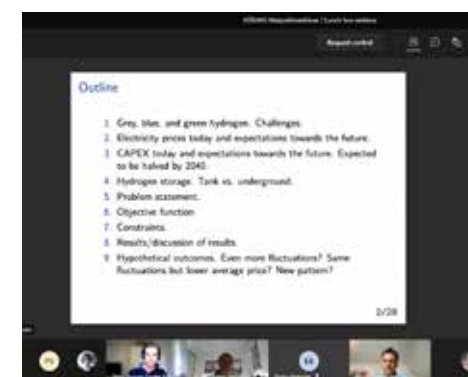 Request control
Outline
1. Grey, blue, and green hydrogen. Challenges.
2. Electricity prices today and expectations towards the future.
3. CAPEX today and expectations towards the future. Expected
to be halved by 2040.
4. Hydrogen storage. Tank vs. underground.
5. Problem statement.
6. Objective function
7. Constraints.
8. Results/discussion of results.
9. Hypothetical outcomes. Even more fluctuations? Same
fluctuations but lower average price? New pattern?
2/28